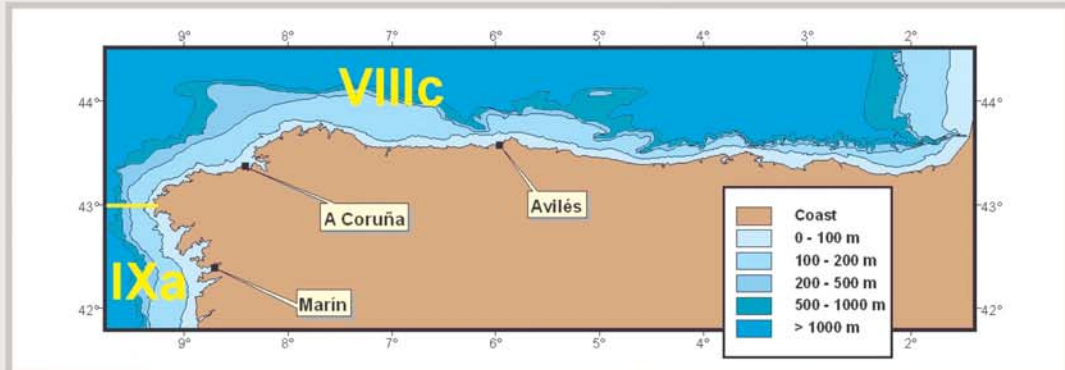 9° 8° 7° 6° 5° 4° 3° 2°
VIIIc
44° 44°
Avilés
43° 43°
A Coruña
Coast
0 - 100 m
100 - 200 m
200 - 500 m
500 - 1000 m
> 1000 m
IXa
Marín
42° 42°
9° 8° 7° 6° 5° 4° 3° 2°